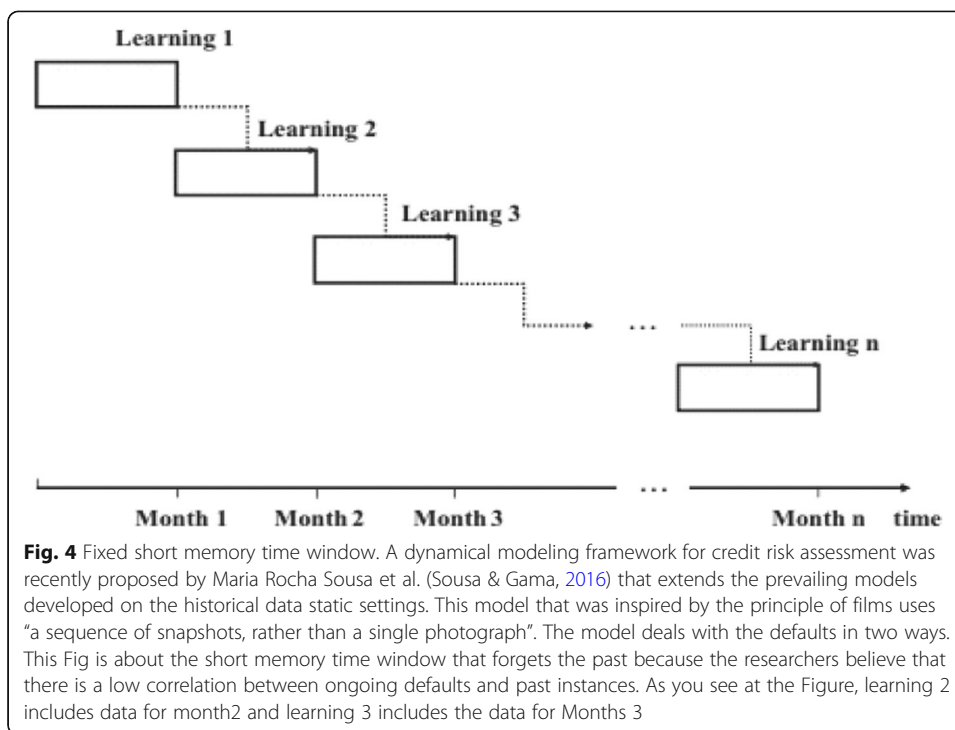 Learning 1
Learning 2
Learning 3
...
Learning n
...
Month 1 Month 2 Month 3 Month n time
Fig. 4 Fixed short memory time window. A dynamical modeling framework for credit risk assessment was
recently proposed by Maria Rocha Sousa et al. (Sousa & Gama, 2016) that extends the prevailing models
developed on the historical data static settings. This model that was inspired by the principle of films uses
“a sequence of snapshots, rather than a single photograph”. The model deals with the defaults in two ways.
This Fig is about the short memory time window that forgets the past because the researchers believe that
there is a low correlation between ongoing defaults and past instances. As you see at the Figure, learning 2
includes data for month2 and learning 3 includes the data for Months 3